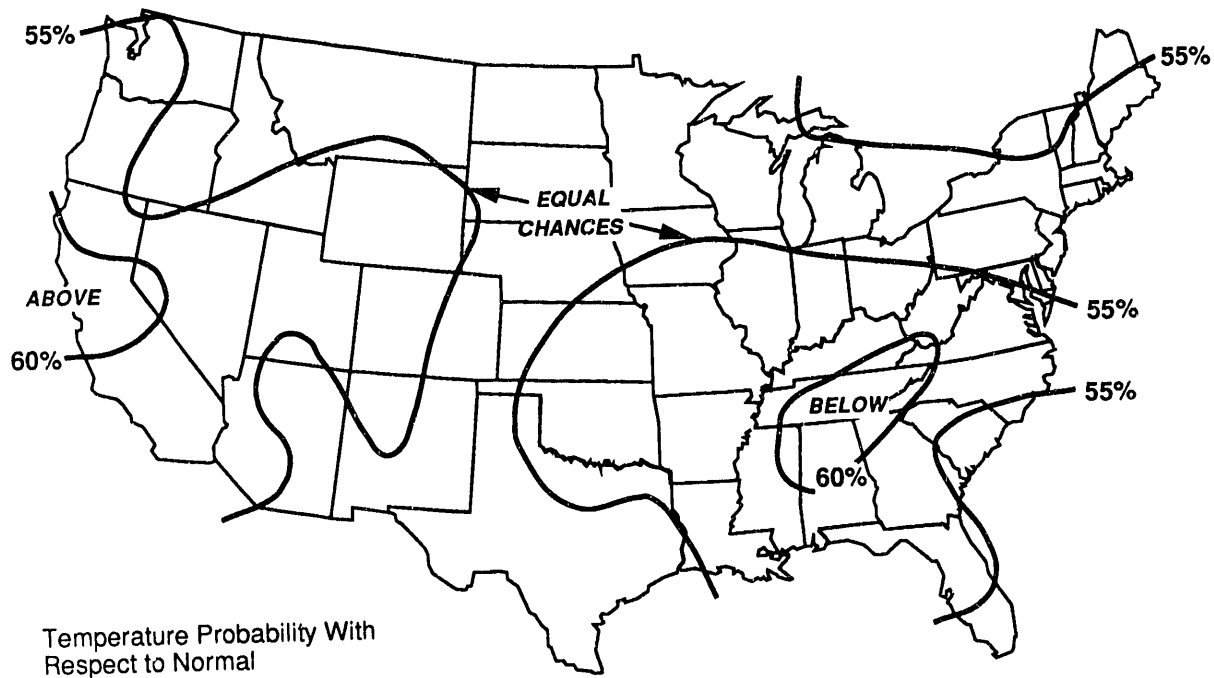 55%
55%
EQUAL
CHANCES
ABOVE
55%
60%
55%
BELOW
60%
Temperature Probability With
Respect to Normal